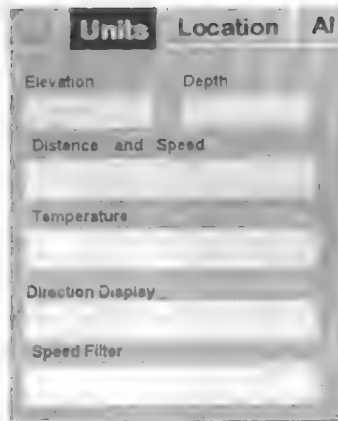 Units Location Al
Elevation Depth
Distance and Speed
Temperature
Direction Display
Speed Filter